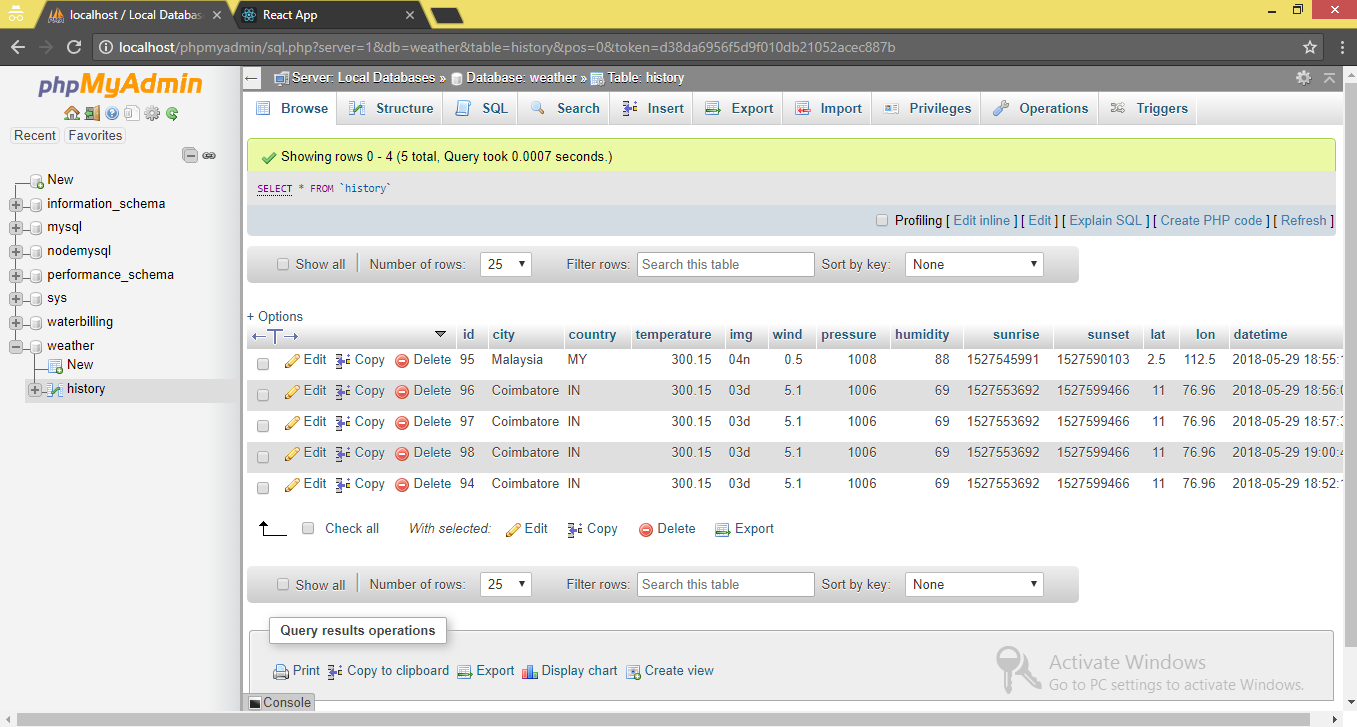 localhost / Local Databas
React App
localhost/phpmyadmin/sql.php?server=1&db=weather&table=history&pos=0&token=d38da6956f5d9f010db21052acec887b
phpMyAdmin
Recent Favorites
New
information_schema
mysql
nodemysql
performance_schema
sys
waterbilling
weather
New
history
Server: Local Databases » Database: weather » Table: history
Browse Structure SQL Search Insert Export Import Privileges Operations Triggers
Showing rows 0 - 4 (5 total, Query took 0.0007 seconds.)
SELECT * FROM `history`
Profiling [ Edit inline ] [ Edit ] [ Explain SQL ] [ Create PHP code ] [ Refresh ]
Show all Number of rows: 25 Filter rows: Search this table Sort by key: None
+ Options
←T→ id city country temperature img wind pressure humidity sunrise sunset lat lon datetime
Edit Copy Delete 95 Malaysia MY 300.15 04n 0.5 1008 88 1527545991 1527590103 2.5 112.5 2018-05-29 18:55:
Edit Copy Delete 96 Coimbatore IN 300.15 03d 5.1 1006 69 1527553692 1527599466 11 76.96 2018-05-29 18:56:
Edit Copy Delete 97 Coimbatore IN 300.15 03d 5.1 1006 69 1527553692 1527599466 11 76.96 2018-05-29 18:57:
Edit Copy Delete 98 Coimbatore IN 300.15 03d 5.1 1006 69 1527553692 1527599466 11 76.96 2018-05-29 19:00:
Edit Copy Delete 94 Coimbatore IN 300.15 03d 5.1 1006 69 1527553692 1527599466 11 76.96 2018-05-29 18:52:
Check all With selected: Edit Copy Delete Export
Show all Number of rows: 25 Filter rows: Search this table Sort by key: None
Query results operations
Print Copy to clipboard Export Display chart Create view
Activate Windows
Go to PC settings to activate Windows.
Console